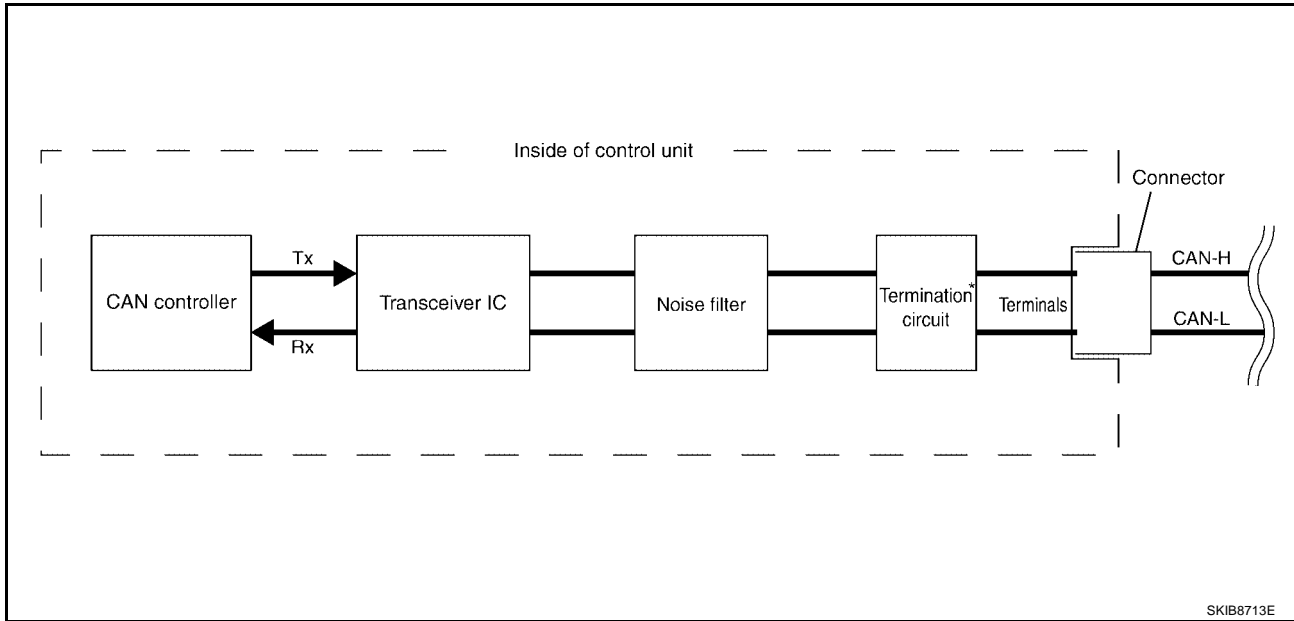 Inside of control unit
Connector
CAN controller
Tx
Rx
Transceiver IC
Noise filter
Termination*
circuit
Terminals
CAN-H
CAN-L
SKIB8713E